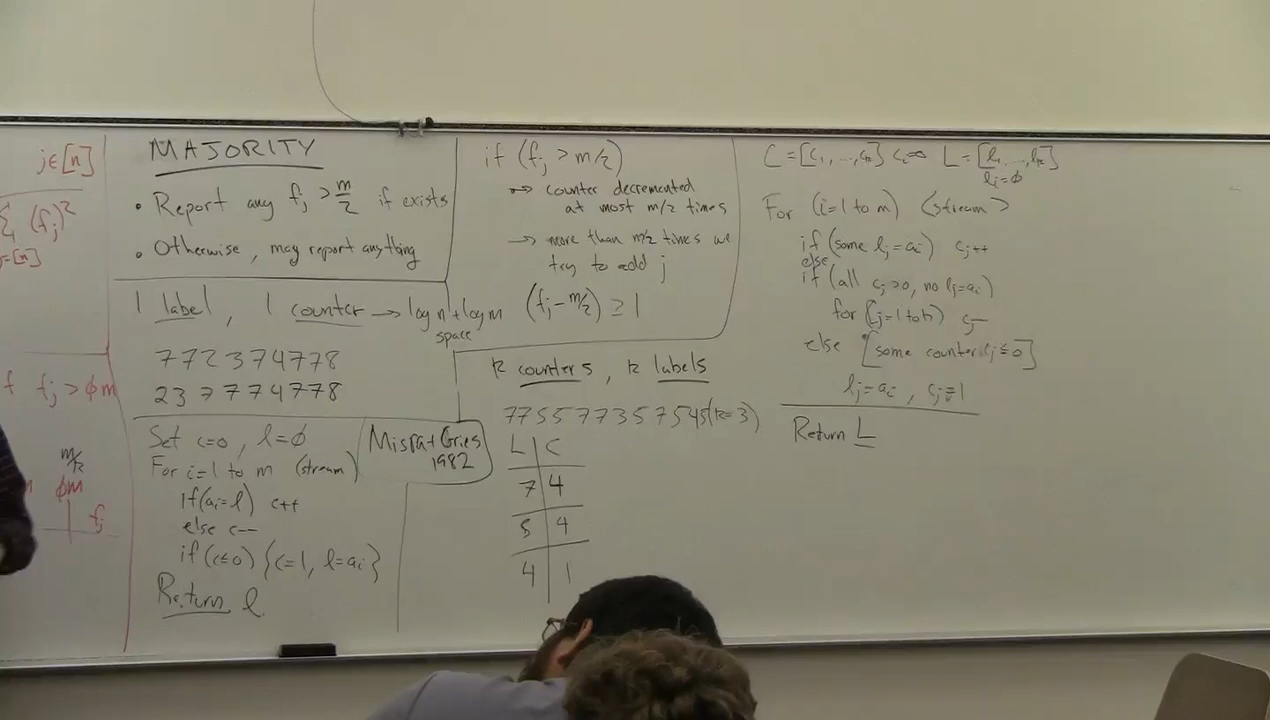 j∈[n]
(f_j)²
MAJORITY
• Report any f_j > m/2 if exists
• Otherwise, may report anything
1 label, 1 counter → log n + log m
space
7 7 2 3 7 4 7 7 8
2 3 7 7 7 4 7 7 8
Set c=0, l=ϕ
For i=1 to m (stream)
if(a_i=l) c++
else c--
if (c≤0) {c=1, l=a_i}
Return l
Misra+Gries
1982
f_j > ϕm
m/k
ϕm
f_j
if (f_j > m/2)
→ counter decremented
at most m/2 times
→ more than m/2 times we
try to add j
(f_j - m/2) ≥ 1
k counters, k labels
7 7 5 5 7 7 3 5 7 5 4 5 (k=3)
L | C
7 | 4
5 | 4
4 | 1
C = [c_1, ..., c_k] c_i=0 L = [l_1, ..., l_k]
l_i=ϕ
For (i=1 to m) <stream>
if (some l_j = a_i) c_j++
else
if (all c_j>0, no l_j=a_i)
for (j=1 to k) c_j--
else [some counter c_j ≤ 0]
l_j = a_i, c_j = 1
Return L